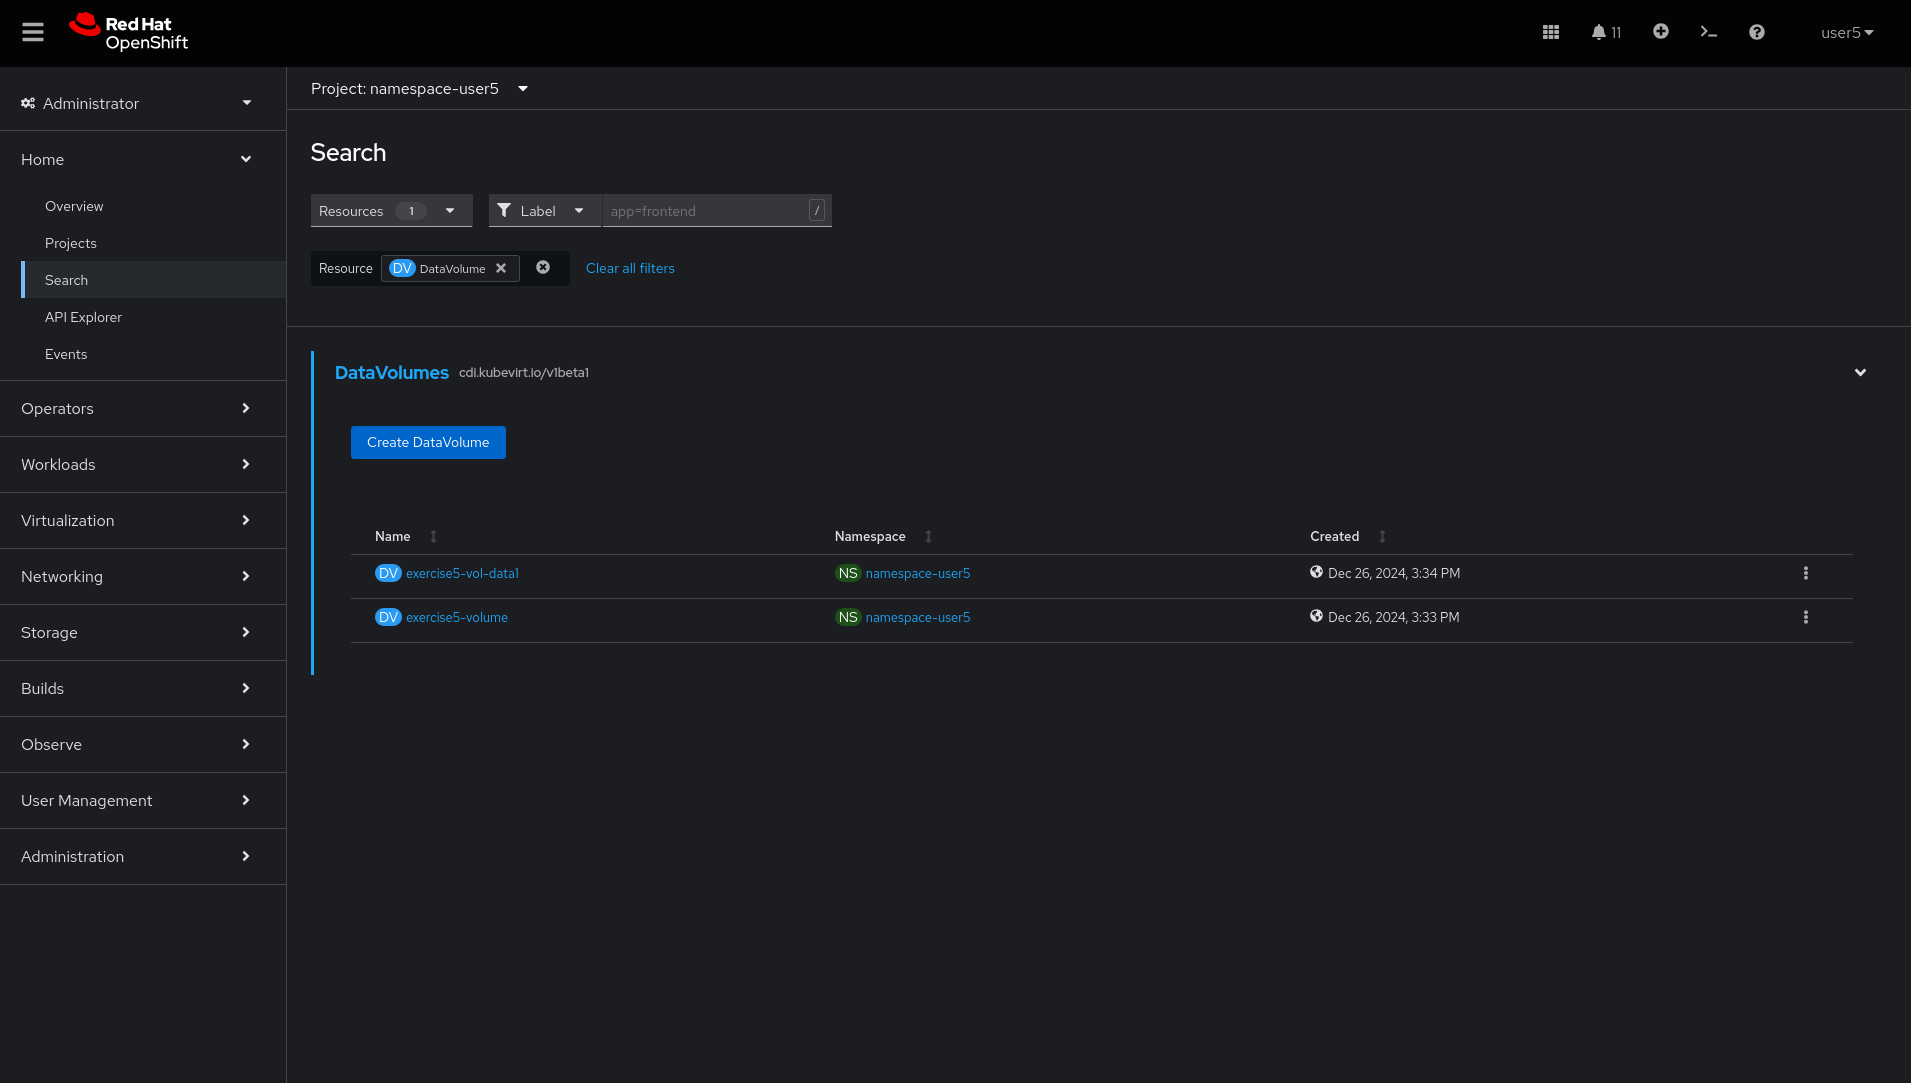 Red Hat
OpenShift
11
user5
Administrator
Home
Overview
Projects
Search
API Explorer
Events
Operators
Workloads
Virtualization
Networking
Storage
Builds
Observe
User Management
Administration
Project: namespace-user5
Search
Resources 1 Label app=frontend /
Resource DV DataVolume Clear all filters
DataVolumes cdi.kubevirt.io/v1beta1
Create DataVolume
Name Namespace Created
DV exercise5-vol-data1 NS namespace-user5 Dec 26, 2024, 3:34 PM
DV exercise5-volume NS namespace-user5 Dec 26, 2024, 3:33 PM